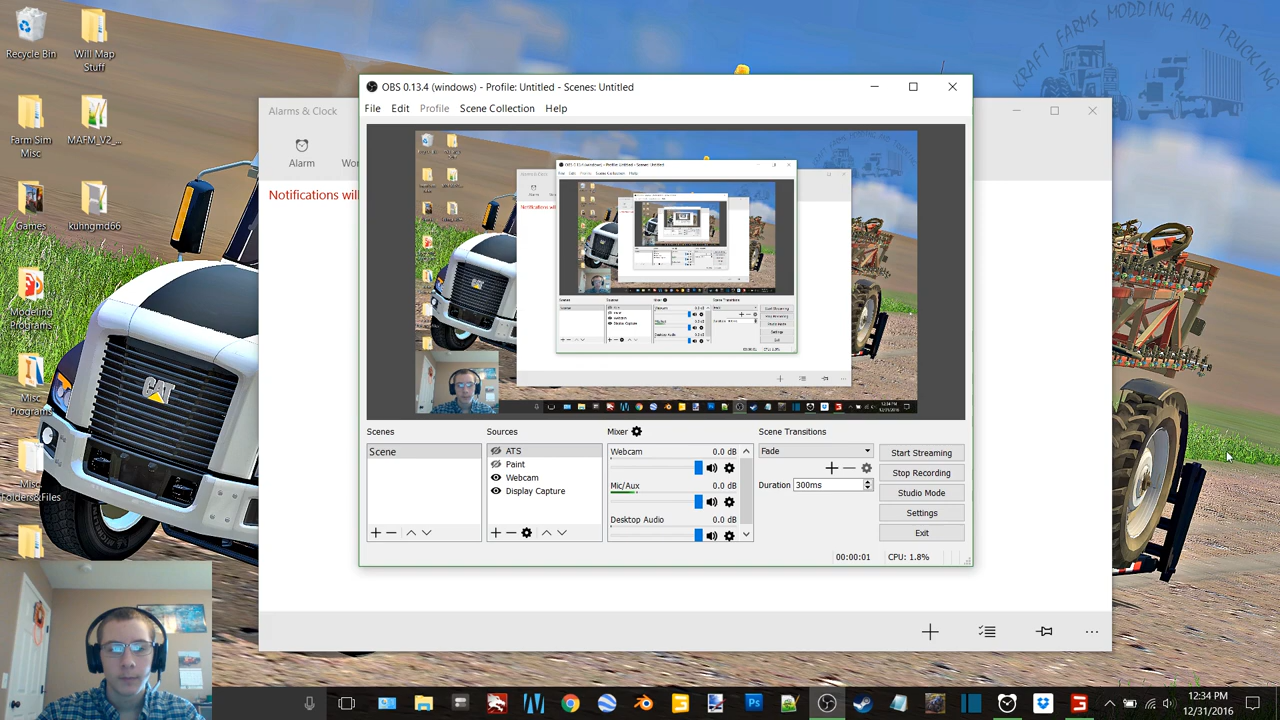 Recycle Bin
Will Map
Stuff
Farm Sim
Misc
MAFM_V2_...
Games
kuhngmd66
Modeling
programs
Misc
Programs
Misc
Folders&Files
CAT
KRAFT FARMS MODDING AND TRUCKING
Alarms & Clock
Alarm
Wor
Notifications wil
OBS 0.13.4 (windows) - Profile: Untitled - Scenes: Untitled
File Edit Profile Scene Collection Help
Scenes
Scene
Sources
ATS
Paint
Webcam
Display Capture
Mixer
Webcam 0.0 dB
Mic/Aux 0.0 dB
Desktop Audio 0.0 dB
Scene Transitions
Fade
Duration 300ms
Start Streaming
Stop Recording
Studio Mode
Settings
Exit
00:00:01 CPU: 1.8%
12:34 PM
12/31/2016